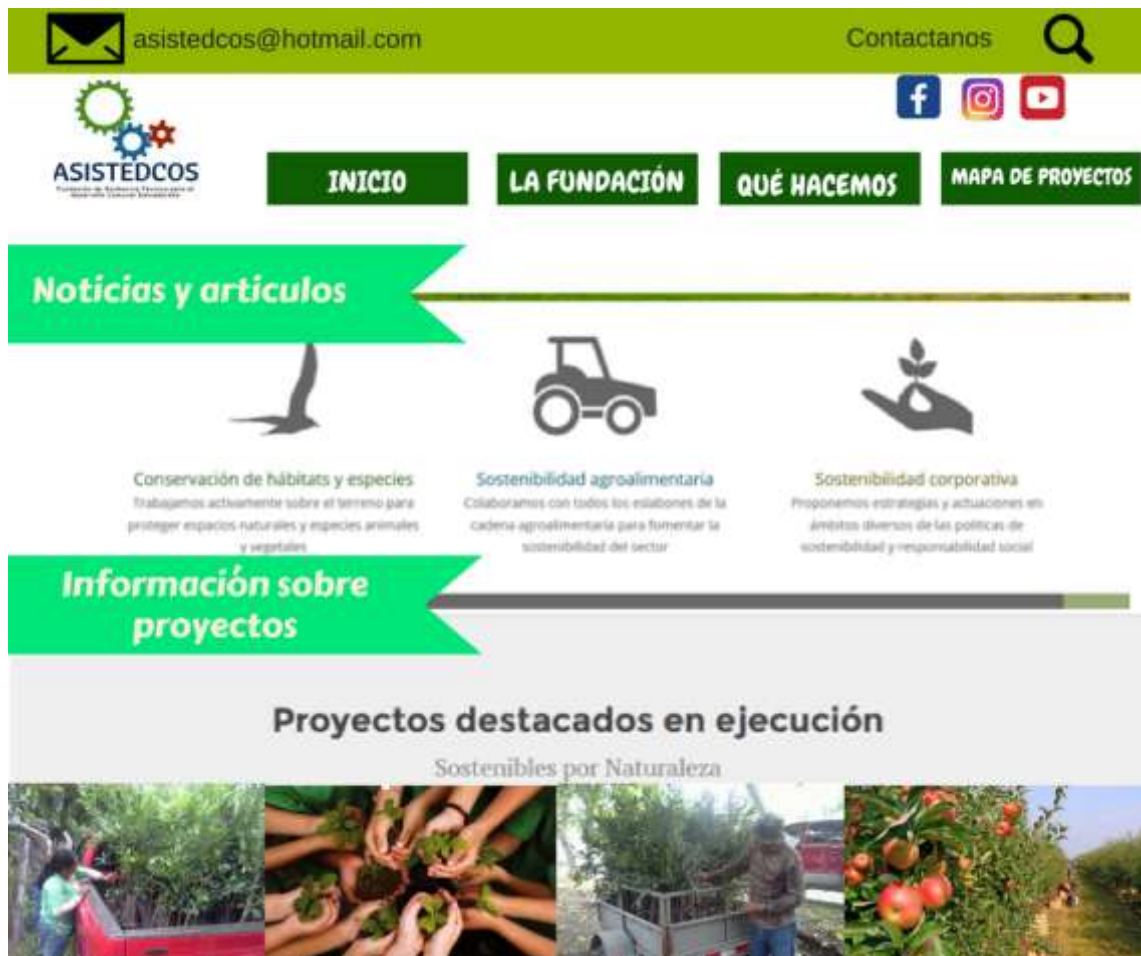 asistedcos@hotmail.com
Contactanos
ASISTEDCOS
INICIO
LA FUNDACIÓN
QUÉ HACEMOS
MAPA DE PROYECTOS
Noticias y articulos
Conservación de hábitats y especies
Trabajamos activamente sobre el terreno para
proteger espacios naturales y especies animales
y vegetales
Sostenibilidad agroalimentaria
Colaboramos con todos los eslabones de la
cadena agroalimentaria para fomentar la
sostenibilidad del sector
Sostenibilidad corporativa
Proponemos estrategias y actuaciones en
ámbitos diversos de las políticas de
sostenibilidad y responsabilidad social
Información sobre
proyectos
Proyectos destacados en ejecución
Sostenibles por Naturaleza